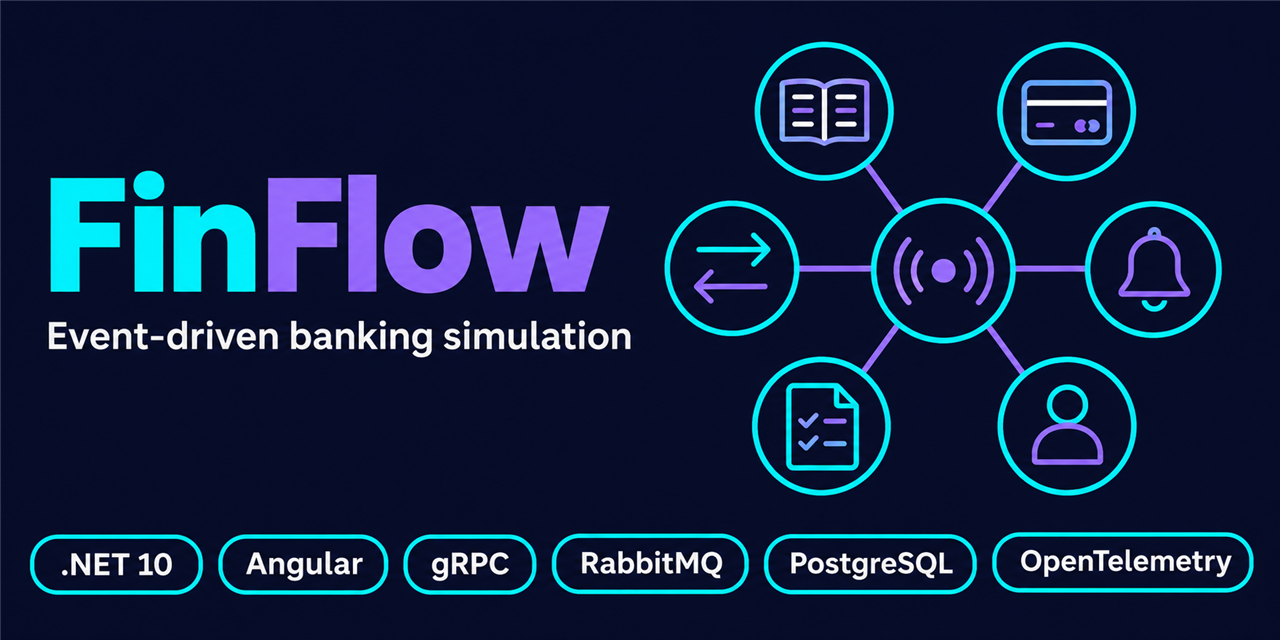 FinFlow
Event-driven banking simulation
.NET 10
Angular
gRPC
RabbitMQ
PostgreSQL
OpenTelemetry